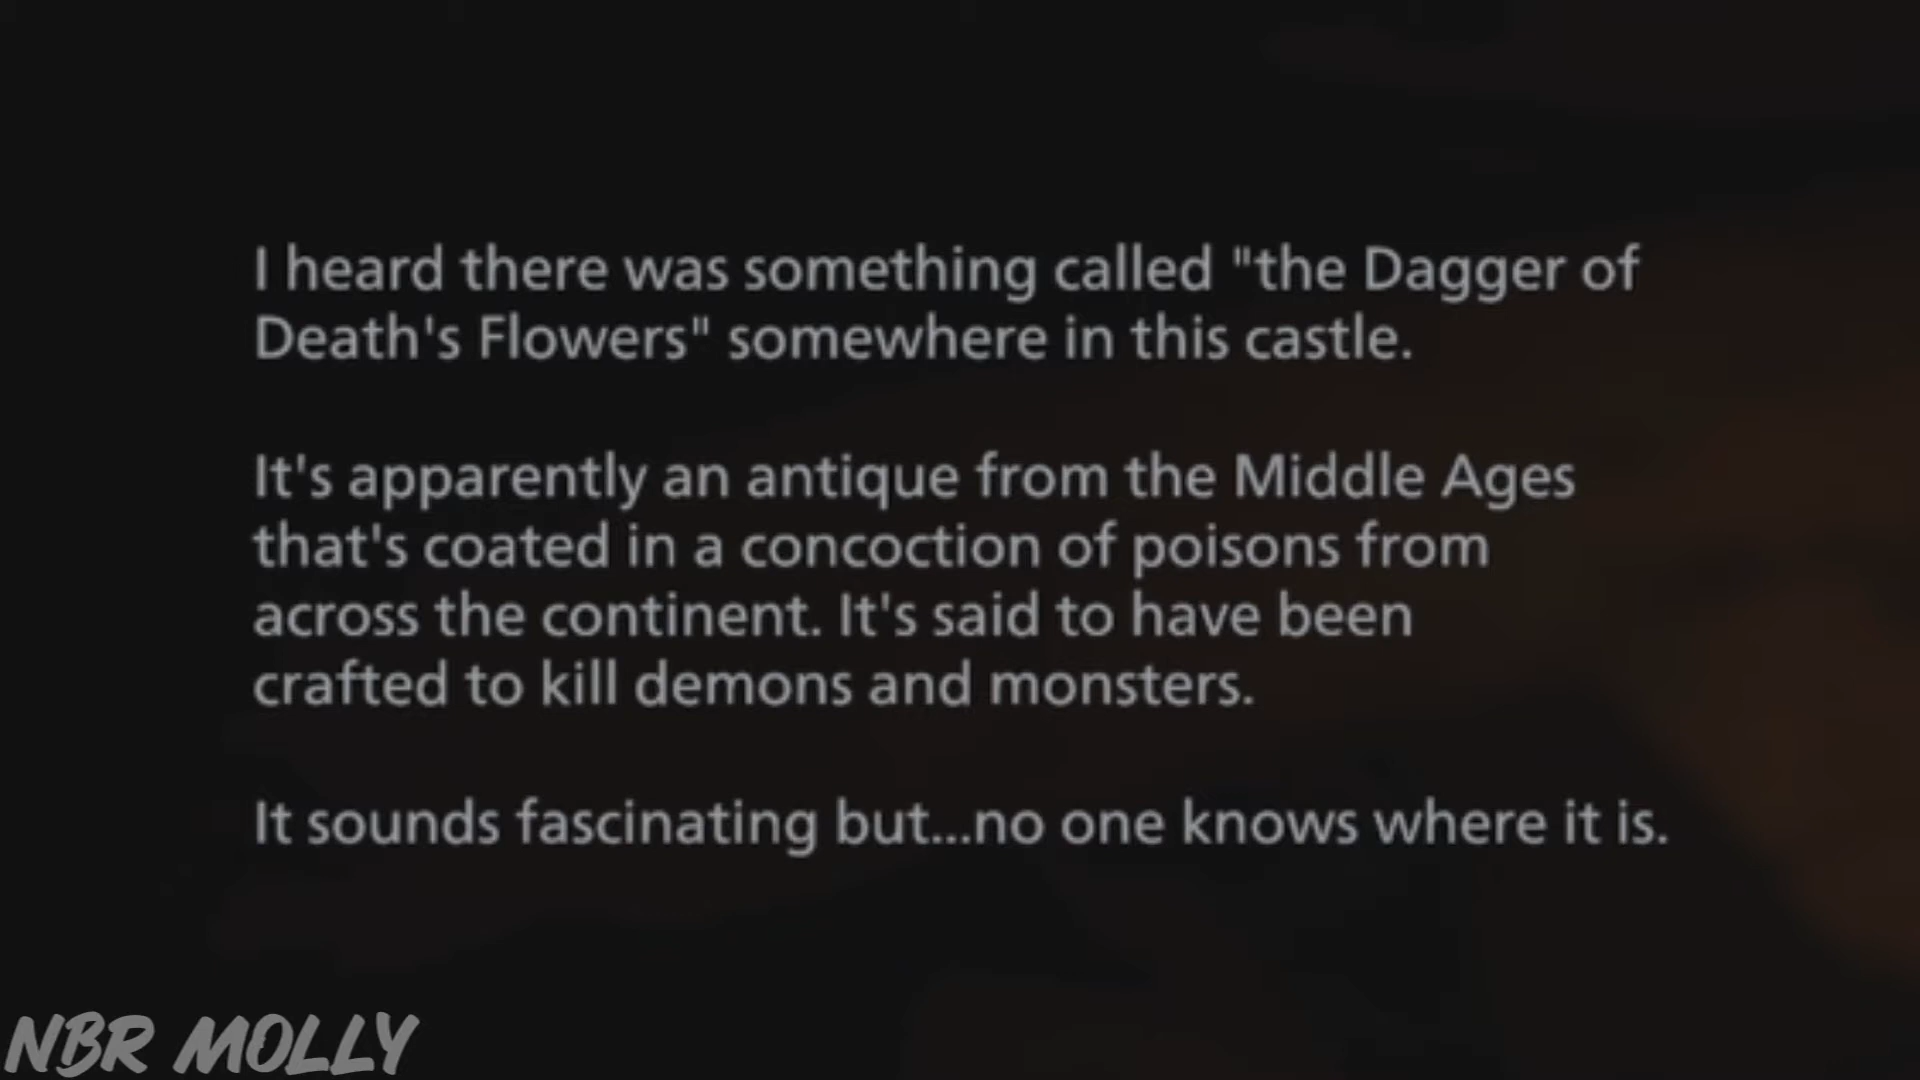 I heard there was something called "the Dagger of
Death's Flowers" somewhere in this castle.
It's apparently an antique from the Middle Ages
that's coated in a concoction of poisons from
across the continent. It's said to have been
crafted to kill demons and monsters.
It sounds fascinating but...no one knows where it is.
NBR MOLLY